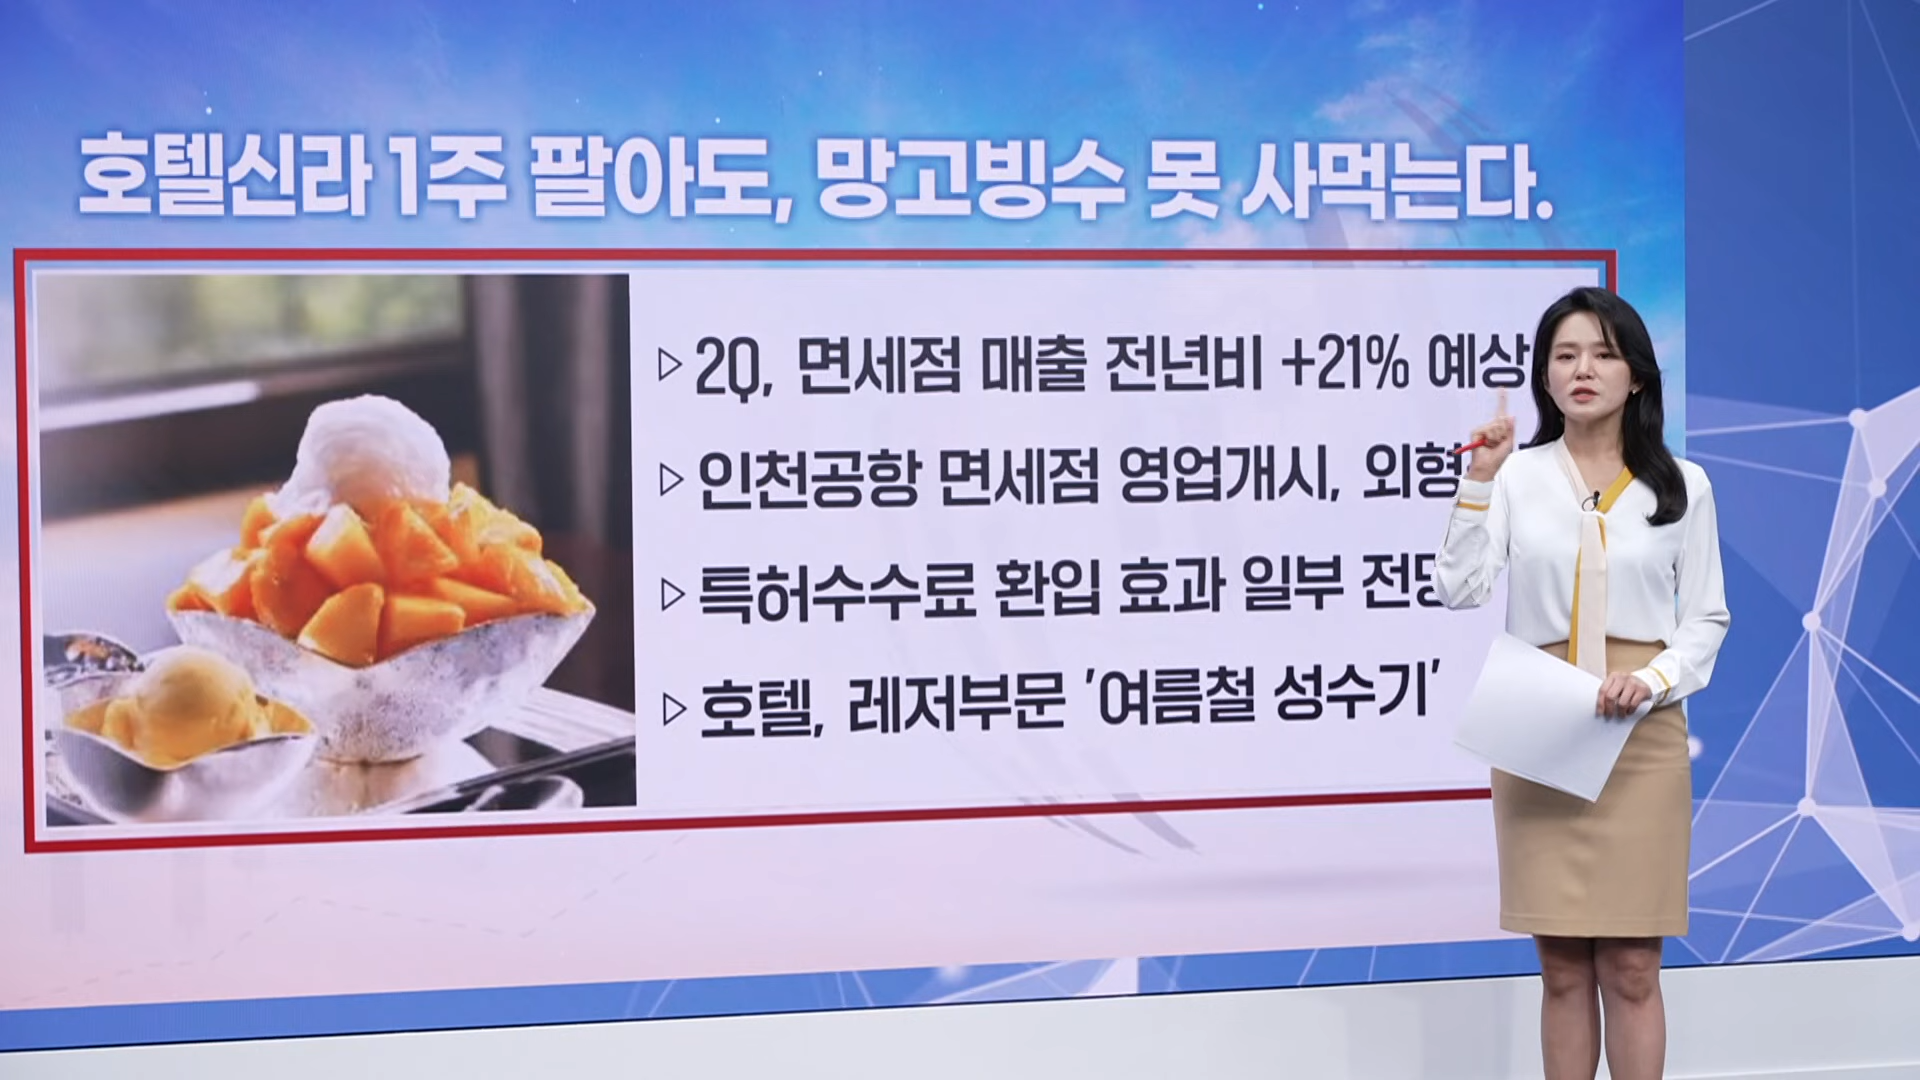 호텔신라 1주 팔아도, 망고빙수 못 사먹는다.
▷ 2Q, 면세점 매출 전년비 +21% 예상
▷ 인천공항 면세점 영업개시, 외형
▷ 특허수수료 환입 효과 일부
▷ 호텔, 레저부문 '여름철 성수기'